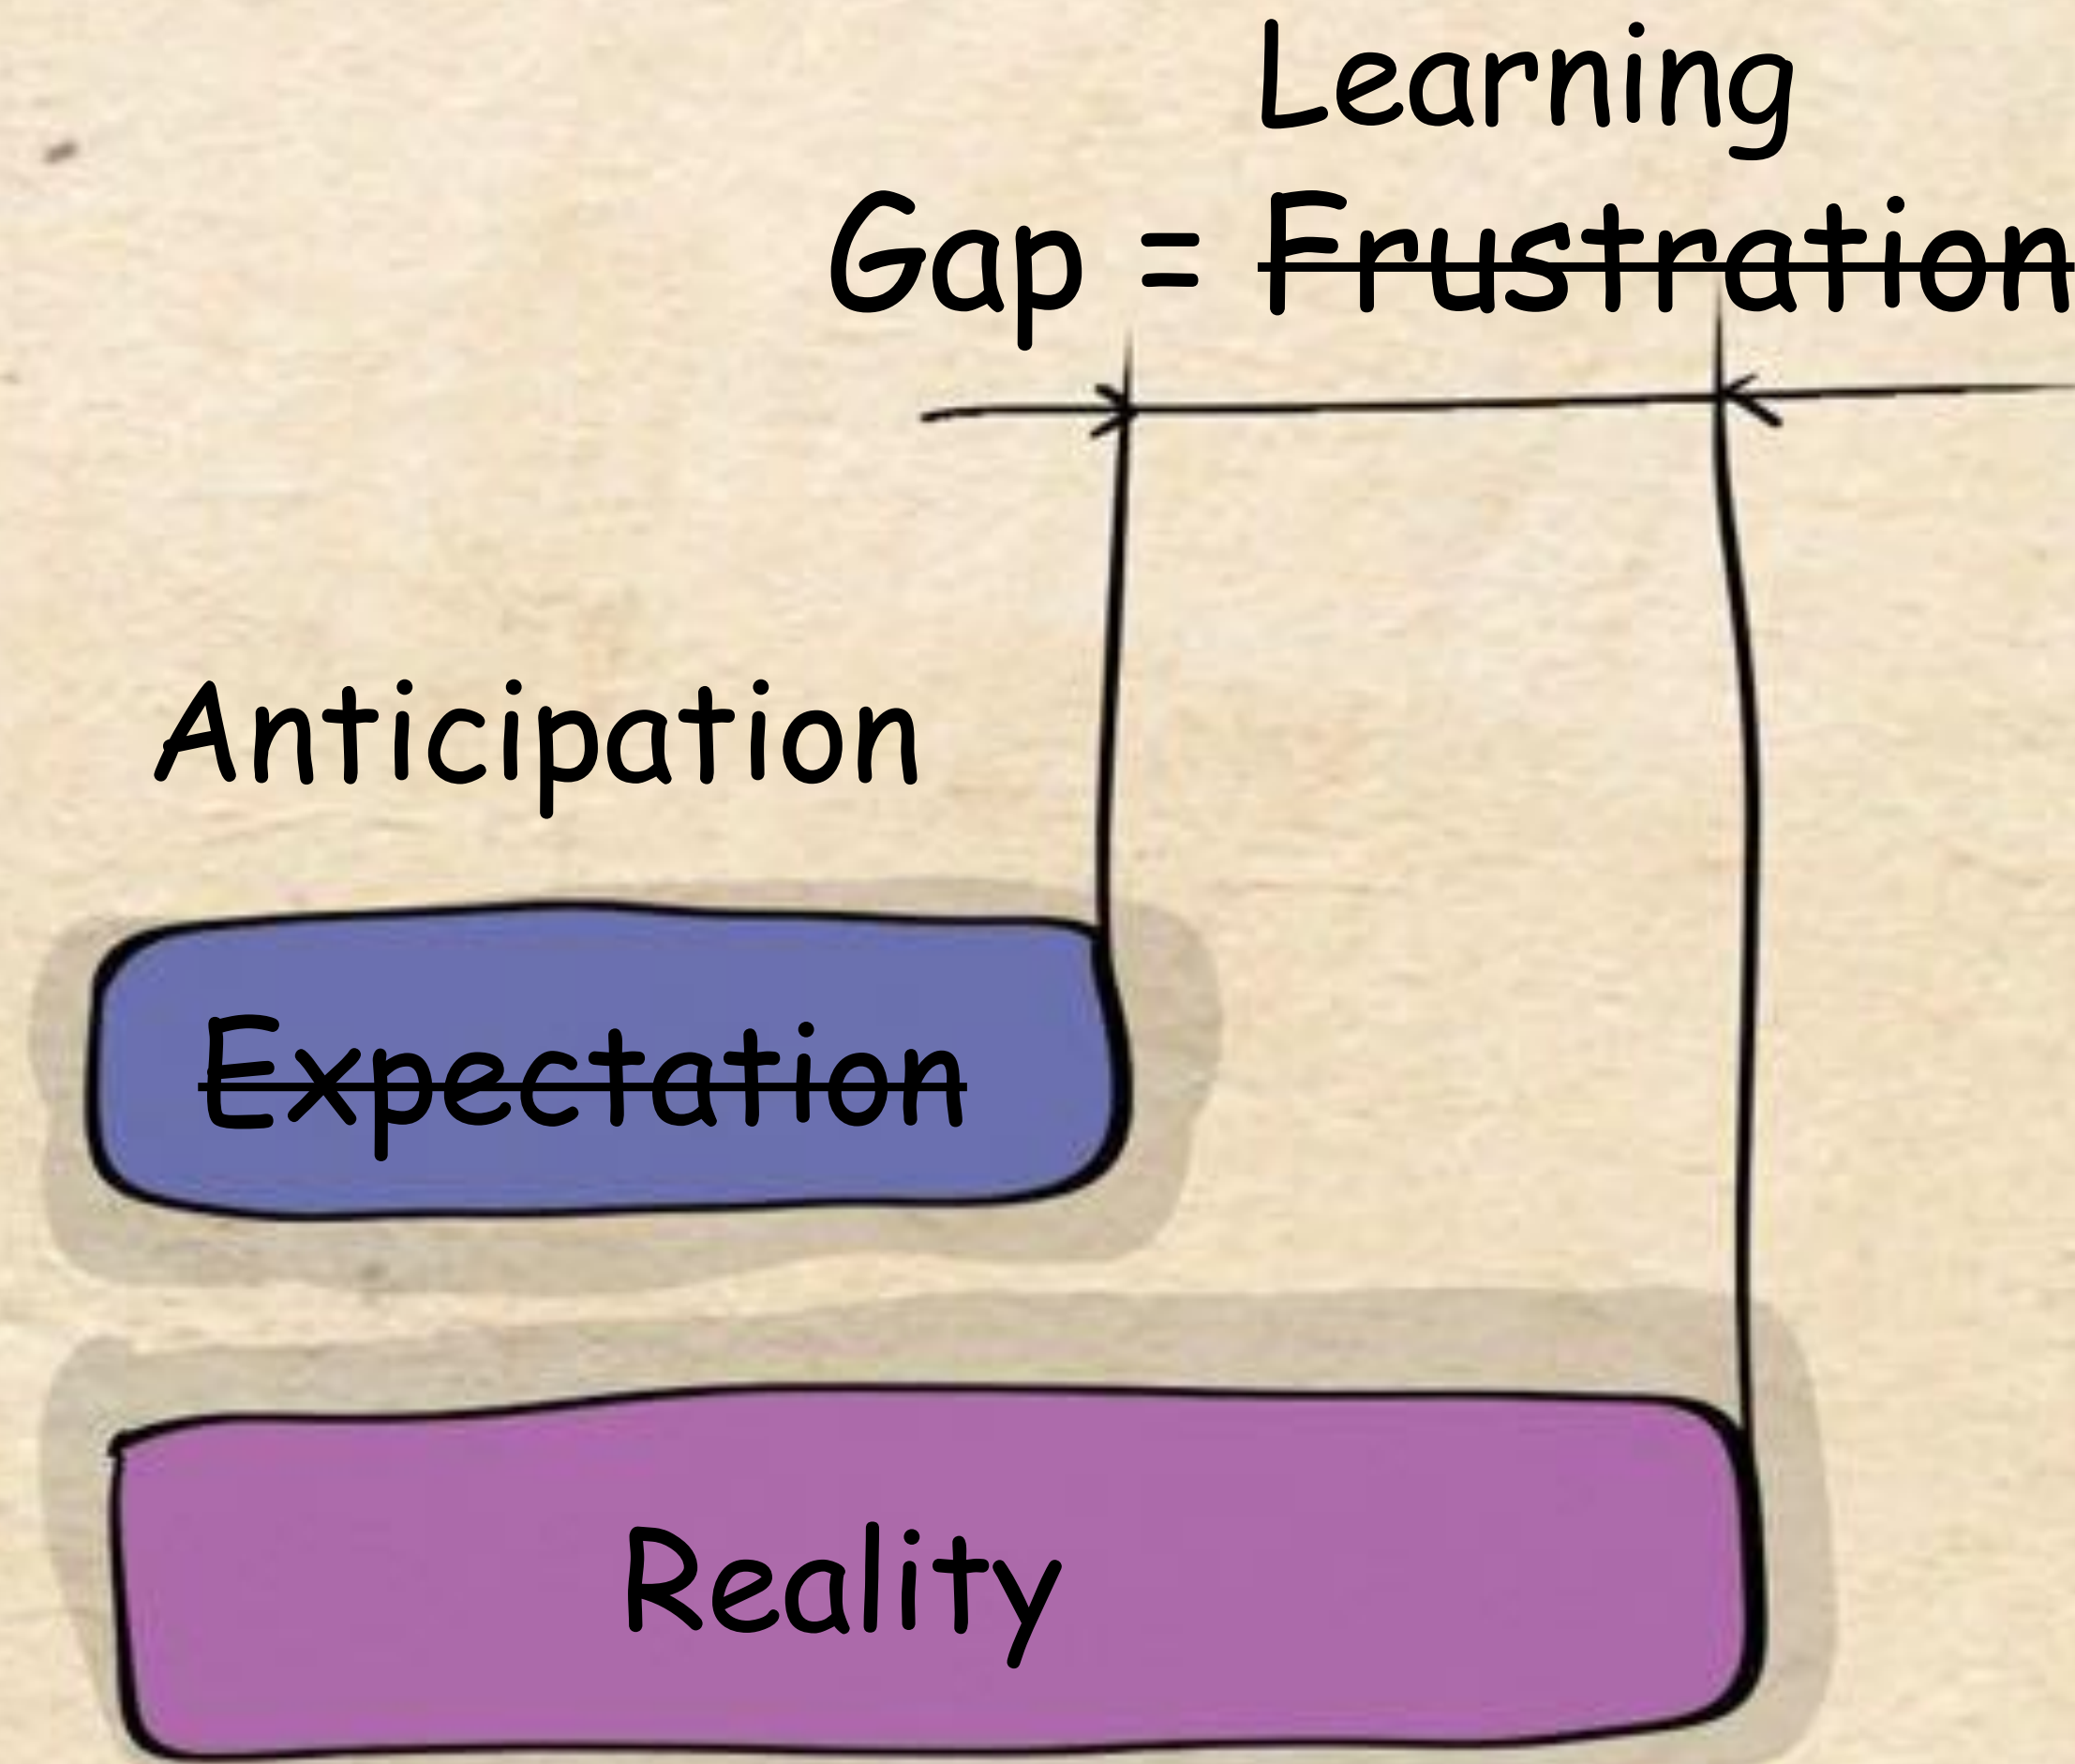 Learning
Gap = Frustration
Anticipation
Expectation
Reality